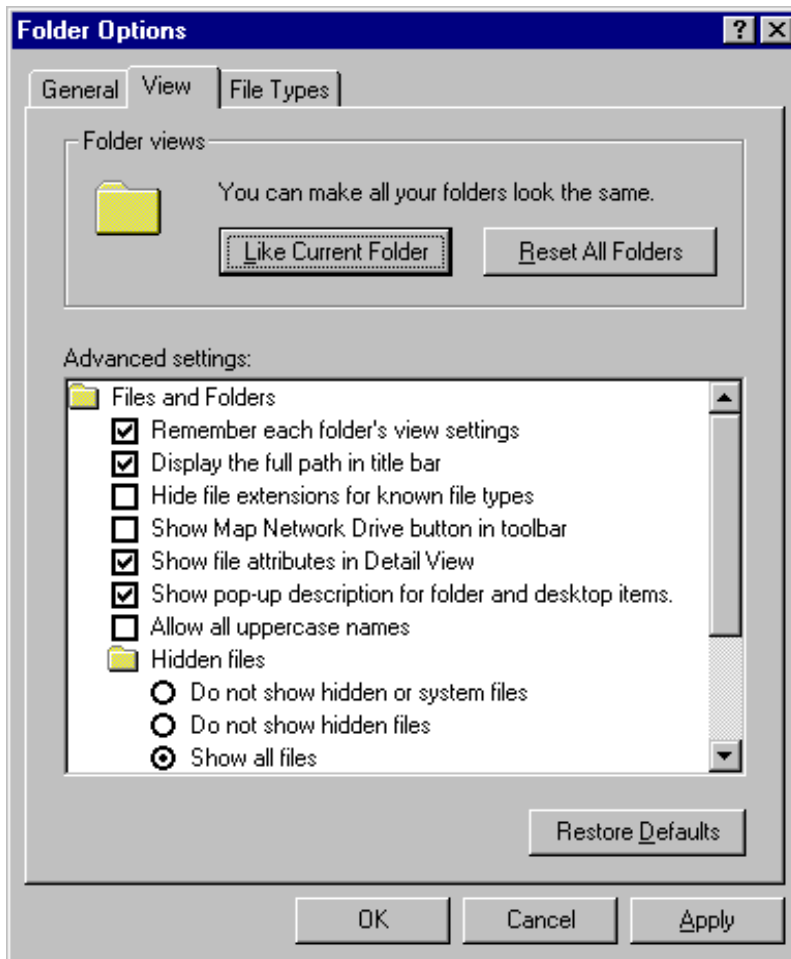 Folder Options
General View File Types
Folder views
You can make all your folders look the same.
Like Current Folder Reset All Folders
Advanced settings:
Files and Folders
Remember each folder's view settings
Display the full path in title bar
Hide file extensions for known file types
Show Map Network Drive button in toolbar
Show file attributes in Detail View
Show pop-up description for folder and desktop items.
Allow all uppercase names
Hidden files
Do not show hidden or system files
Do not show hidden files
Show all files
Restore Defaults
OK Cancel Apply